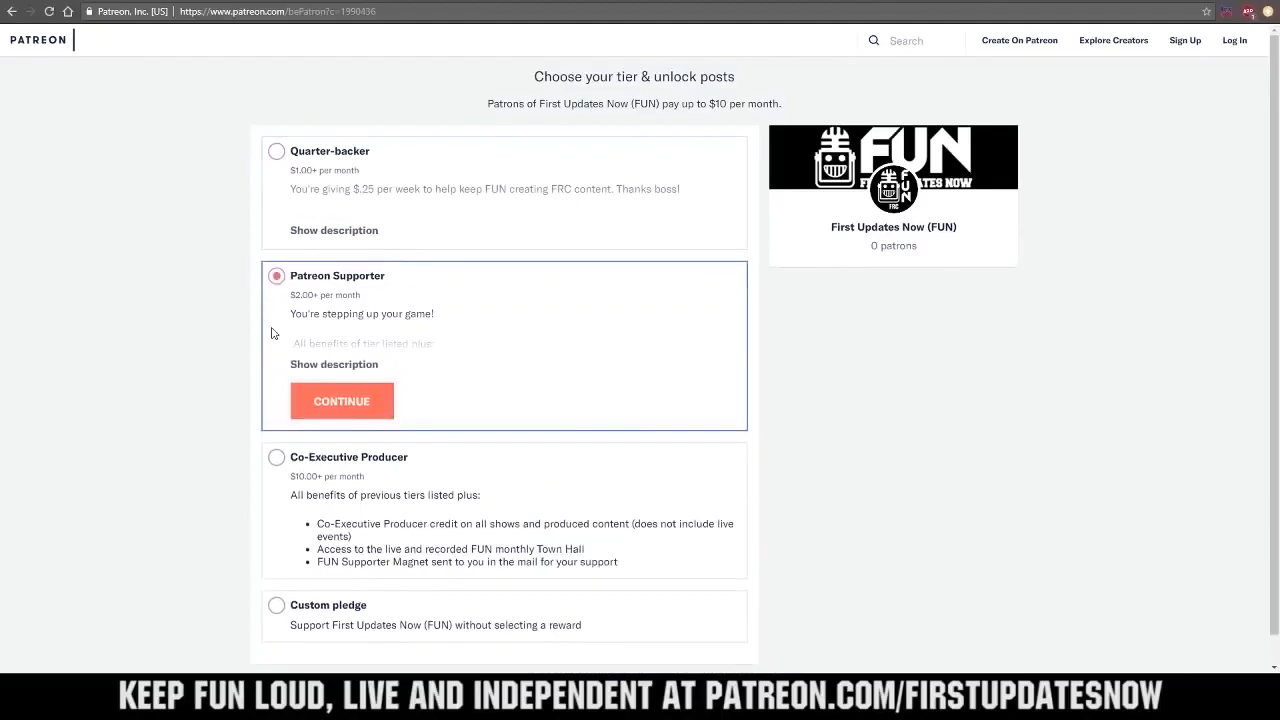 Patreon, Inc. [US] | https://www.patreon.com/bePatron?c=1990436
PATREON
Search
Create On Patreon
Explore Creators
Sign Up
Log In
Choose your tier & unlock posts
Patrons of First Updates Now (FUN) pay up to $10 per month.
Quarter-backer
$1.00+ per month
You're giving $.25 per week to help keep FUN creating FRC content. Thanks boss!
Show description
Patreon Supporter
$2.00+ per month
You're stepping up your game!
All benefits of tier listed plus:
Show description
CONTINUE
Co-Executive Producer
$10.00+ per month
All benefits of previous tiers listed plus:
• Co-Executive Producer credit on all shows and produced content (does not include live
events)
• Access to the live and recorded FUN monthly Town Hall
• FUN Supporter Magnet sent to you in the mail for your support
Custom pledge
Support First Updates Now (FUN) without selecting a reward
FUN
FUN
FRC
First Updates Now (FUN)
0 patrons
KEEP FUN LOUD, LIVE AND INDEPENDENT AT PATREON.COM/FIRSTUPDATESNOW